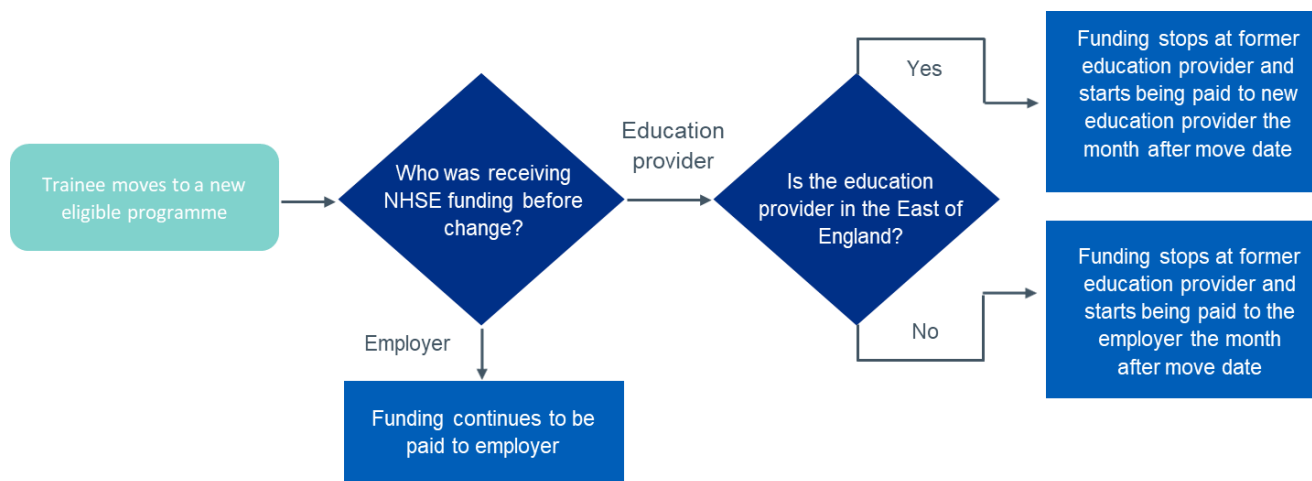 Trainee moves to a new
eligible programme
Who was receiving
NHSE funding before
change?
Employer
Funding continues to be
paid to employer
Education
provider
Is the education
provider in the East of
England?
Yes
Funding stops at former
education provider and
starts being paid to new
education provider the
month after move date
No
Funding stops at former
education provider and
starts being paid to the
employer the month
after move date